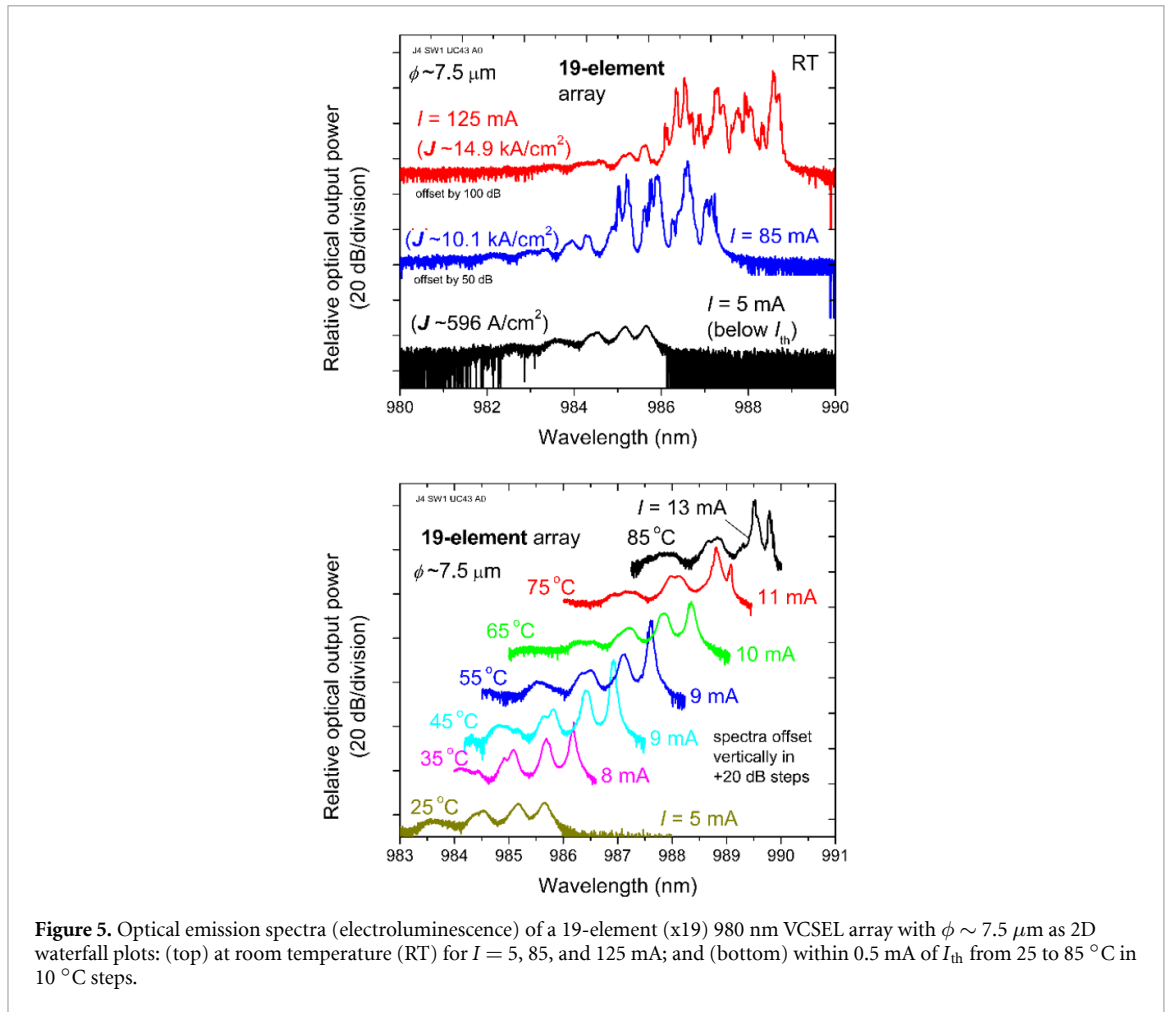 J4 SW1 UC43 A0
ϕ ~7.5 μm
19-element
array
RT
I = 125 mA
(J ~14.9 kA/cm²)
offset by 100 dB
(J ~10.1 kA/cm²)
I = 85 mA
offset by 50 dB
(J ~596 A/cm²)
I = 5 mA
(below Ith)
Relative optical output power
(20 dB/division)
980 982 984 986 988 990
Wavelength (nm)
J4 SW1 UC43 A0
I = 13 mA
19-element array
85 °C
ϕ ~7.5 μm
75 °C
11 mA
65 °C
10 mA
55 °C
9 mA
45 °C
9 mA
spectra offset
vertically in
+20 dB steps
35 °C
8 mA
25 °C
I = 5 mA
Relative optical output power
(20 dB/division)
983 984 985 986 987 988 989 990 991
Wavelength (nm)
Figure 5. Optical emission spectra (electroluminescence) of a 19-element (x19) 980 nm VCSEL array with ϕ ∼ 7.5 μm as 2D
waterfall plots: (top) at room temperature (RT) for I = 5, 85, and 125 mA; and (bottom) within 0.5 mA of Ith from 25 to 85 °C in
10 °C steps.